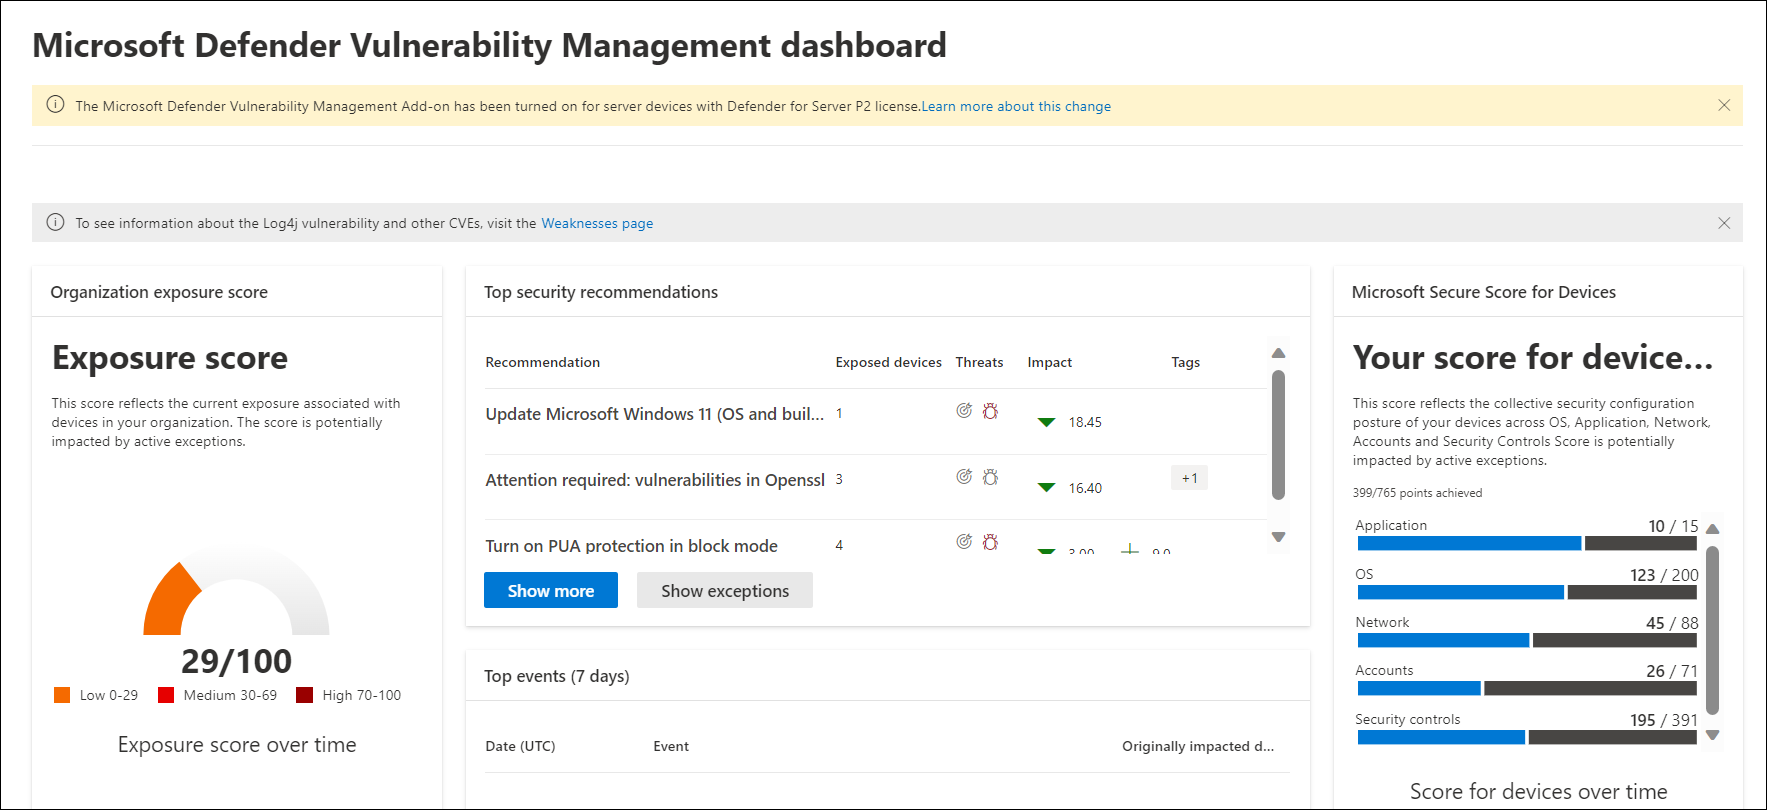 Microsoft Defender Vulnerability Management dashboard
The Microsoft Defender Vulnerability Management Add-on has been turned on for server devices with Defender for Server P2 license.Learn more about this change
To see information about the Log4j vulnerability and other CVEs, visit the Weaknesses page
Organization exposure score
Exposure score
This score reflects the current exposure associated with
devices in your organization. The score is potentially
impacted by active exceptions.
29/100
Low 0-29 Medium 30-69 High 70-100
Exposure score over time
Top security recommendations
Recommendation Exposed devices Threats Impact Tags
Update Microsoft Windows 11 (OS and buil... 1 18.45
Attention required: vulnerabilities in Openssl 3 16.40 +1
Turn on PUA protection in block mode 4 3.00 9.0
Show more Show exceptions
Top events (7 days)
Date (UTC) Event Originally impacted d...
Microsoft Secure Score for Devices
Your score for device...
This score reflects the collective security configuration
posture of your devices across OS, Application, Network,
Accounts and Security Controls Score is potentially
impacted by active exceptions.
399/765 points achieved
Application 10 / 15
OS 123 / 200
Network 45 / 88
Accounts 26 / 71
Security controls 195 / 391
Score for devices over time